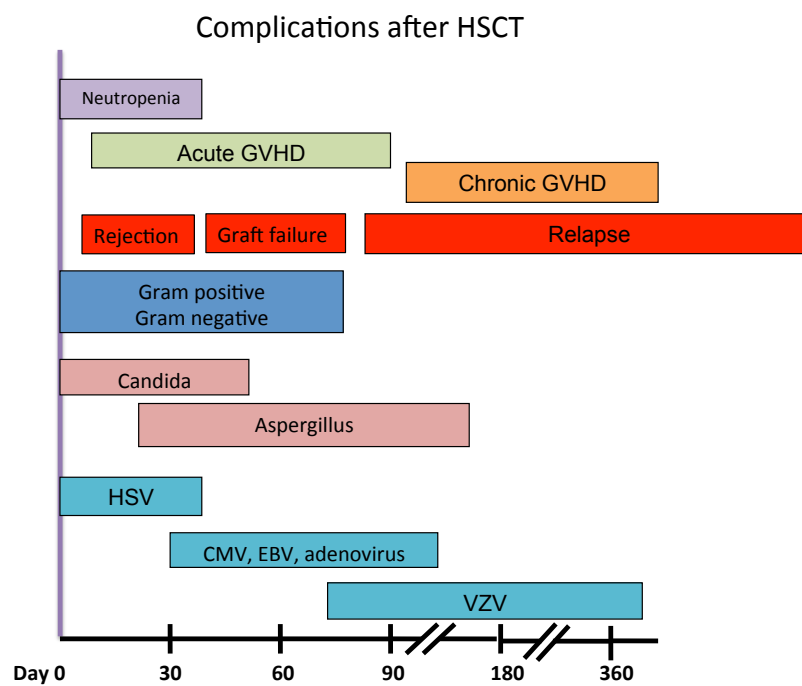 Complications after HSCT
Neutropenia
Acute GVHD
Chronic GVHD
Rejection
Graft failure
Relapse
Gram positive
Gram negative
Candida
Aspergillus
HSV
CMV, EBV, adenovirus
VZV
Day 0 30 60 90 180 360